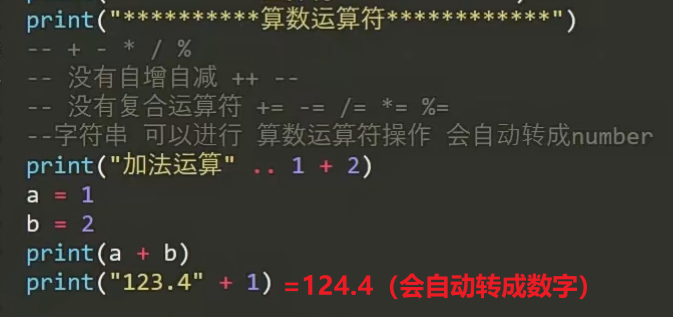 print("**********算数运算符************")
-- + - * / %
-- 没有自增自减 ++ --
-- 没有复合运算符 += -= /= *= %=
--字符串 可以进行 算数运算符操作 会自动转成number
print("加法运算" .. 1 + 2)
a = 1
b = 2
print(a + b)
print("123.4" + 1) =124.4（会自动转成数字）